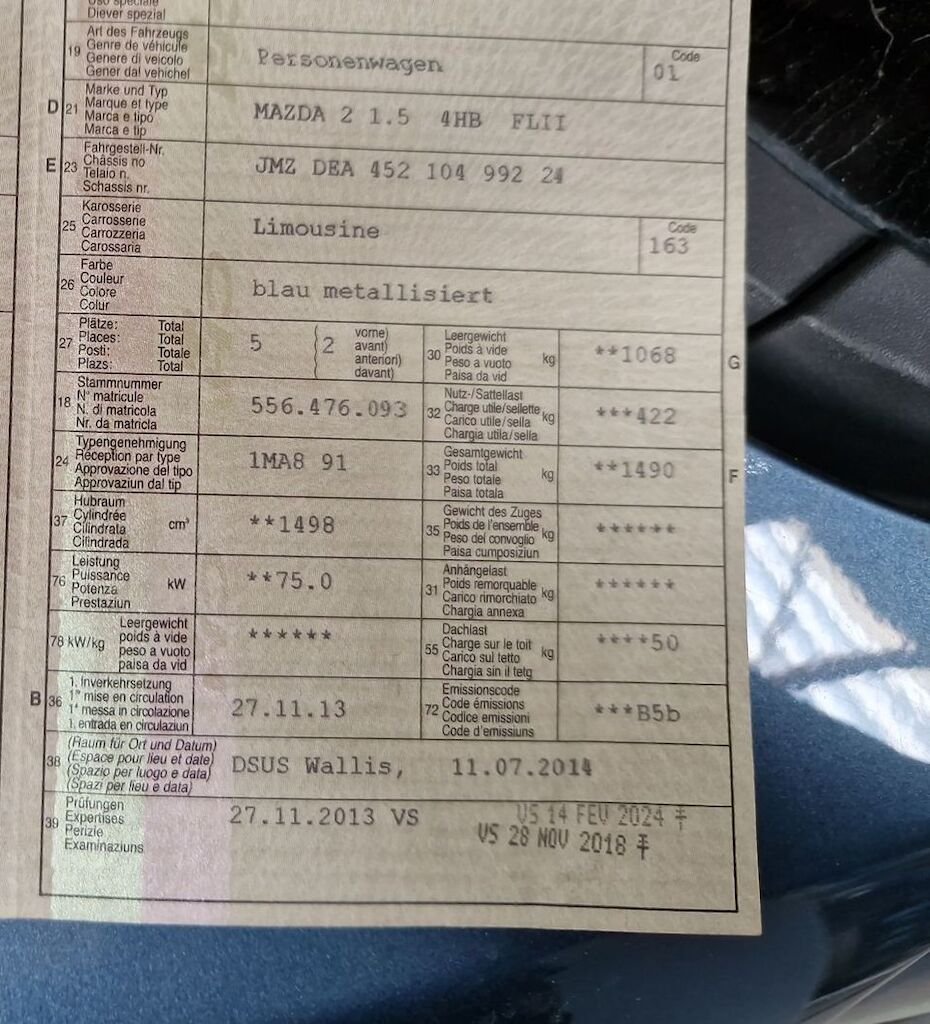 Uso speciale
Diever spezial
19 Art des Fahrzeugs
Genre de véhicule
Genere di veicolo
Gener dal vehichel
Personenwagen
Code
01
D 21 Marke und Typ
Marque et type
Marca e tipo
Marca e tip
MAZDA 2 1.5 4HB FLII
E 23 Fahrgestell-Nr.
Châssis no
Telaio n.
Schassis nr.
JMZ DEA 452 104 992 24
25 Karosserie
Carrosserie
Carrozzeria
Carossaria
Limousine
Code
163
26 Farbe
Couleur
Colore
Colur
blau metallisiert
27 Plätze: Total
Places: Total
Posti: Totale
Plazs: Total
5 ( 2 vorne)
avant)
anteriori)
davant)
30 Leergewicht
Poids à vide
Peso a vuoto
Paisa da vid
kg
**1068
G
18 Stammnummer
N° matricule
N. di matricola
Nr. da matricla
556.476.093
32 Nutz-/Sattellast
Charge utile/sellette
Carico utile/sella
Chargia utila/sella
kg
***422
24 Typengenehmigung
Réception par type
Approvazione del tipo
Approvaziun dal tip
1MA8 91
33 Gesamtgewicht
Poids total
Peso totale
Paisa totala
kg
**1490
F
37 Hubraum
Cylindrée
Cilindrata
Cilindrada
cm³
**1498
35 Gewicht des Zuges
Poids de l'ensemble
Peso del convoglio
Paisa cumposiziun
kg
******
76 Leistung
Puissance
Potenza
Prestaziun
kW
**75.0
31 Anhängelast
Poids remorquable
Carico rimorchiato
Chargia annexa
kg
******
78 kW/kg Leergewicht
poids à vide
peso a vuoto
paisa da vid
******
55 Dachlast
Charge sur le toit
Carico sul tetto
Chargia sin il tetg
kg
****50
B 36 1. Inverkehrsetzung
1re mise en circulation
1a messa in circolazione
1. entrada en circulaziun
27.11.13
72 Emissionscode
Code émissions
Codice emissioni
Code d'emissiuns
***B5b
38 (Raum für Ort und Datum)
(Espace pour lieu et date)
(Spazio per luogo e data)
(Spazi per lieu e data)
DSUS Wallis, 11.07.2014
39 Prüfungen
Expertises
Perizie
Examinaziuns
27.11.2013 VS
VS 14 FEV 2024
VS 28 NOV 2018